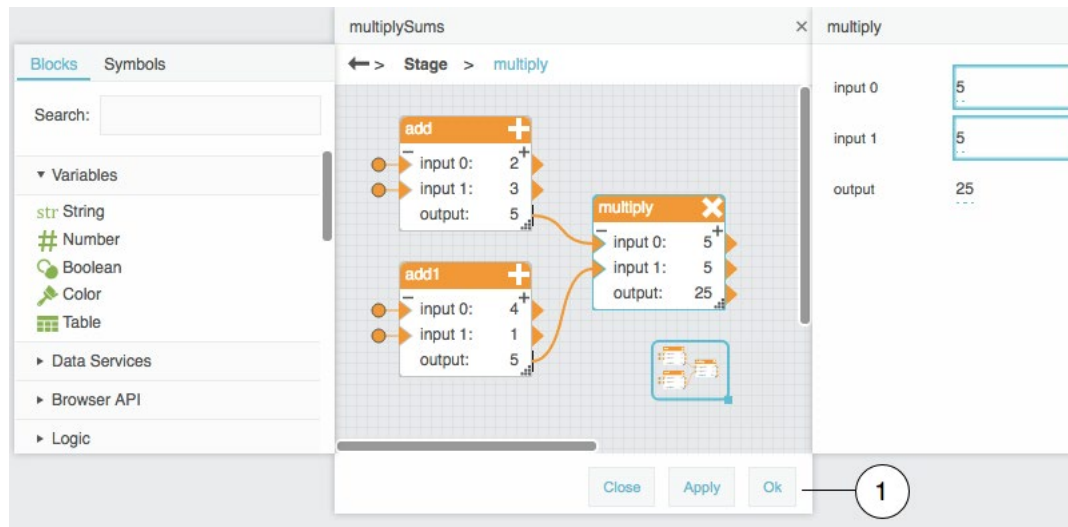 multiplySums
×
multiply
Blocks Symbols
Search:
Variables
str String
# Number
Boolean
Color
Table
Data Services
Browser API
Logic
> Stage > multiply
add
input 0: 2
input 1: 3
output: 5
add1
input 0: 4
input 1: 1
output: 5
multiply
input 0: 5
input 1: 5
output: 25
Close Apply Ok
1
input 0 5
input 1 5
output 25